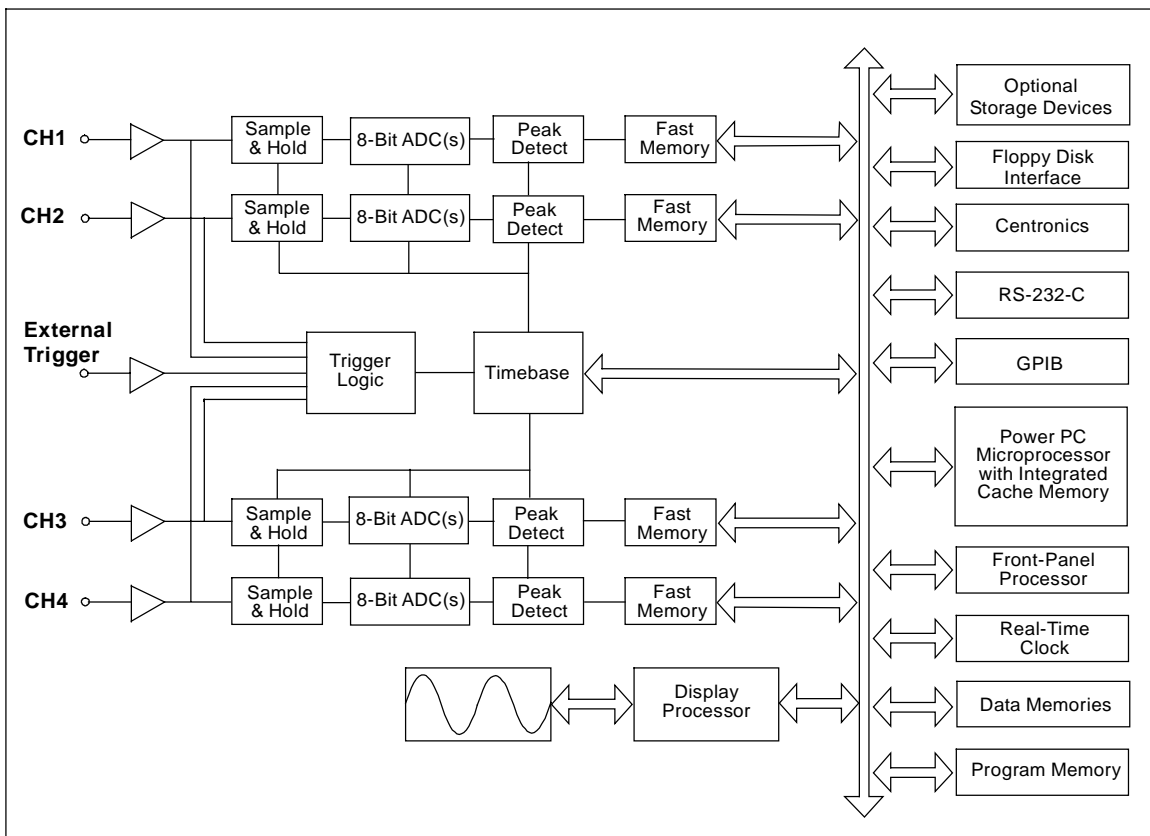 CH1
Sample
& Hold
8-Bit ADC(s)
Peak
Detect
Fast
Memory
CH2
Sample
& Hold
8-Bit ADC(s)
Peak
Detect
Fast
Memory
External
Trigger
Trigger
Logic
Timebase
CH3
Sample
& Hold
8-Bit ADC(s)
Peak
Detect
Fast
Memory
CH4
Sample
& Hold
8-Bit ADC(s)
Peak
Detect
Fast
Memory
Display
Processor
Optional
Storage Devices
Floppy Disk
Interface
Centronics
RS-232-C
GPIB
Power PC
Microprocessor
with Integrated
Cache Memory
Front-Panel
Processor
Real-Time
Clock
Data Memories
Program Memory